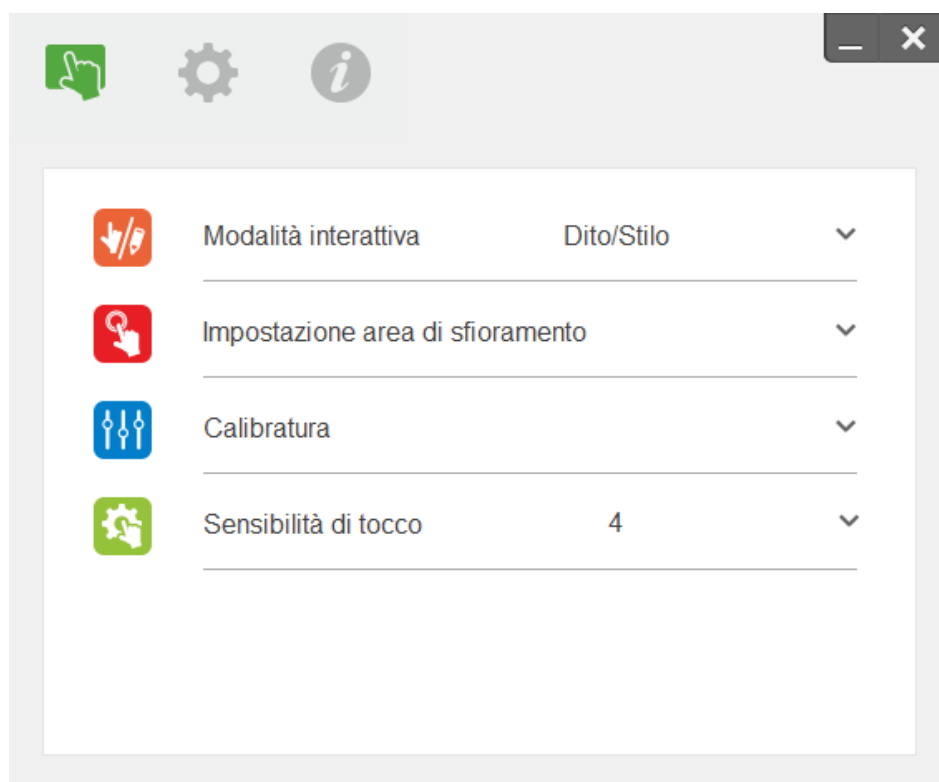 Modalità interattiva Dito/Stilo
Impostazione area di sfioramento
Calibratura
Sensibilità di tocco 4